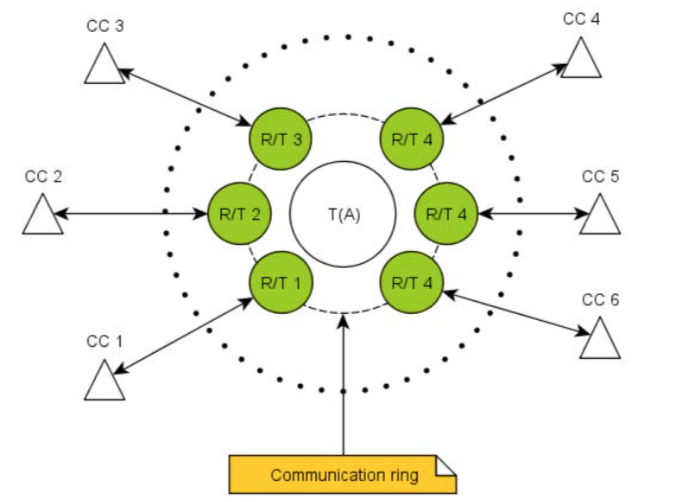 CC 3
CC 4
R/T 3
R/T 4
CC 2
CC 5
R/T 2
T(A)
R/T 4
R/T 1
R/T 4
CC 6
CC 1
Communication ring